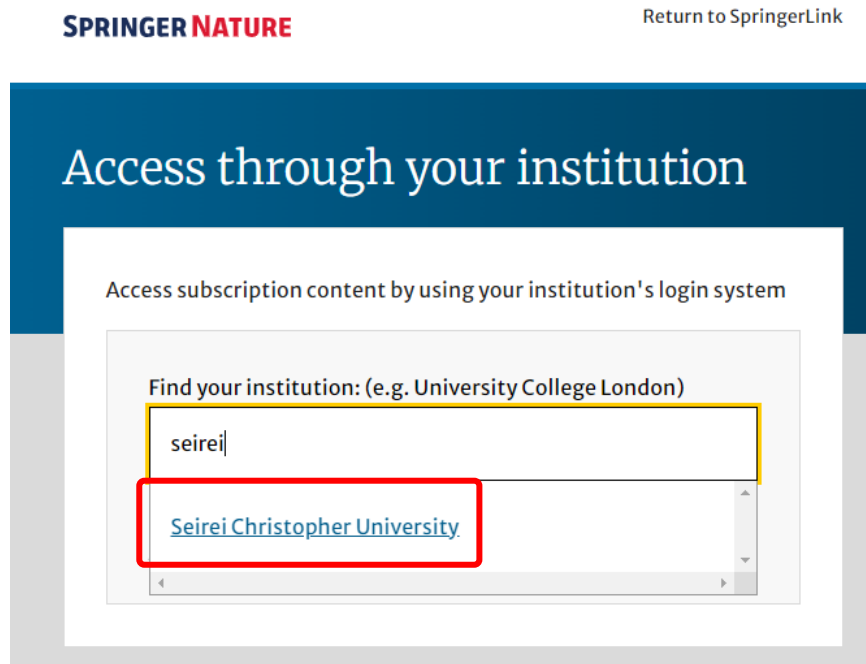 SPRINGER NATURE
Return to SpringerLink
Access through your institution
Access subscription content by using your institution's login system
Find your institution: (e.g. University College London)
seirei
Seirei Christopher University